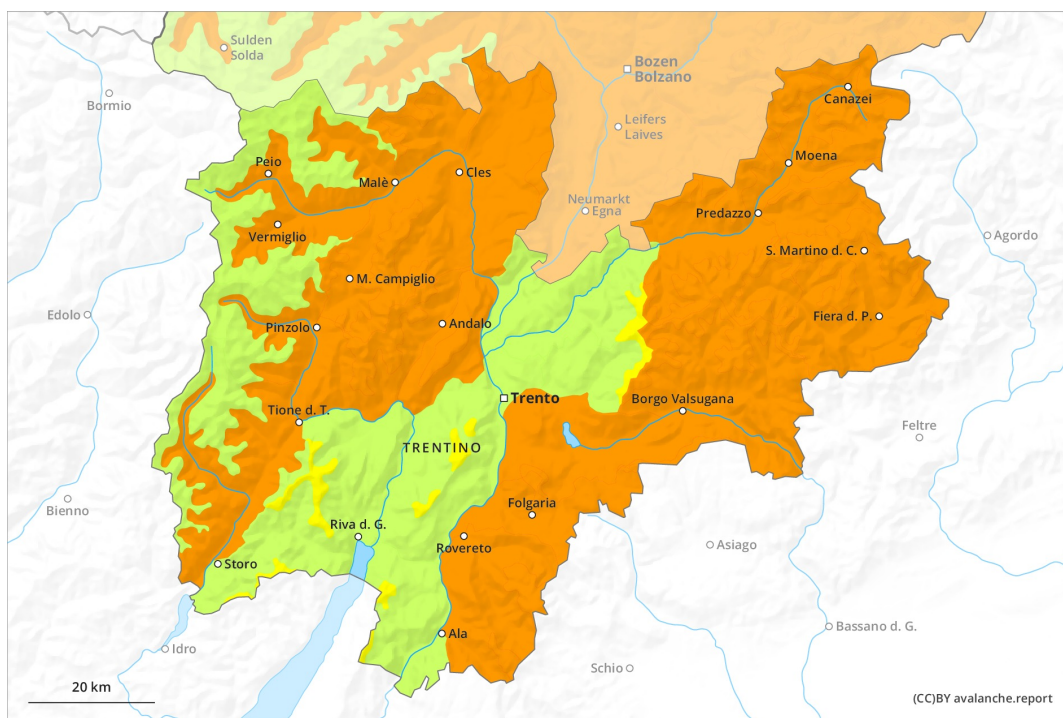 Sulden
Solda
Bozen
Bolzano
Bormio
Canazei
Leifers
Laives
Moena
Peio
Cles
Malè
Neumarkt
Egna
Predazzo
Vermiglio
Agordo
S. Martino d. C.
M. Campiglio
Edolo
Fiera d. P.
Pinzolo
Andalo
Trento
Borgo Valsugana
Tione d. T.
Feltre
TRENTINO
Bienno
Folgaria
Riva d. G.
Rovereto
Asiago
Storo
Bassano d. G.
Ala
Idro
Schio
20 km
(CC)BY avalanche.report